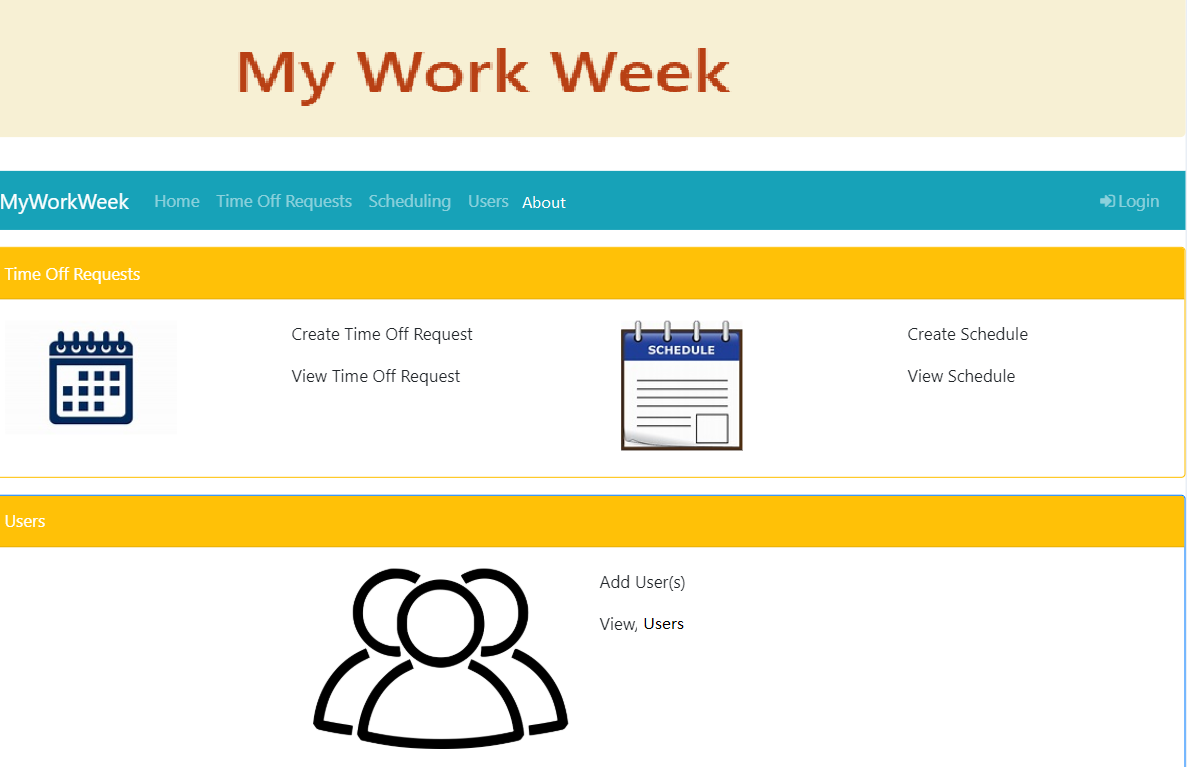 My Work Week
MyWorkWeek Home Time Off Requests Scheduling Users About Login
Time Off Requests
Create Time Off Request
View Time Off Request
SCHEDULE
Create Schedule
View Schedule
Users
Add User(s)
View, Users